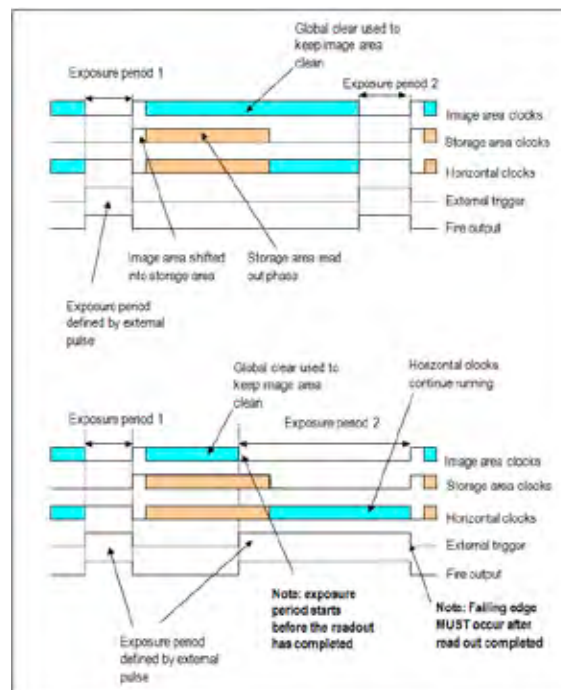 Global clear used to
keep image area
clean
Exposure period 1
Exposure period 2
Image area clocks
Storage area clocks
Horizontal clocks
External trigger
Fire output
Image area shifted
into storage area
Storage area read
out phase
Exposure period
defined by external
pulse
Global clear used to
keep image area
clean
Horizontal clocks
continue running
Exposure period 1
Exposure period 2
Image area clocks
Storage area clocks
Horizontal clocks
External trigger
Fire output
Note: exposure
period starts
before the readout
has completed
Note: Falling edge
MUST occur after
read out completed
Exposure period
defined by external
pulse